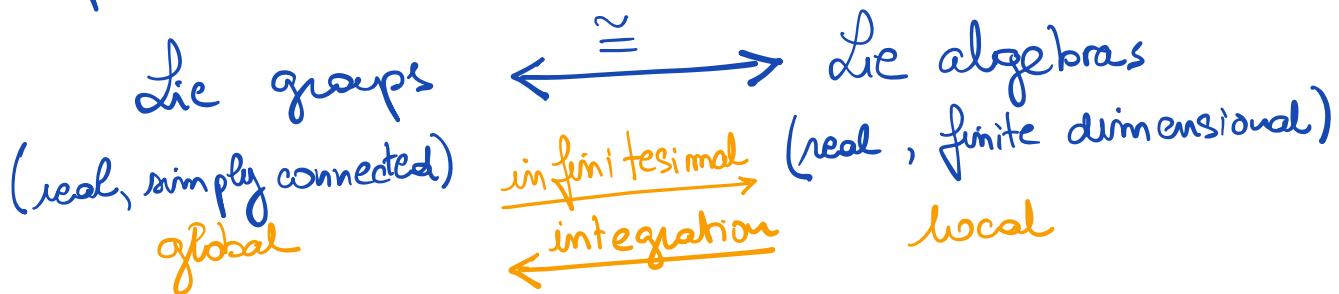 Lie groups ≅ Lie algebras
(real, simply connected) infinitesimal (real, finite dimensional)
global integration local